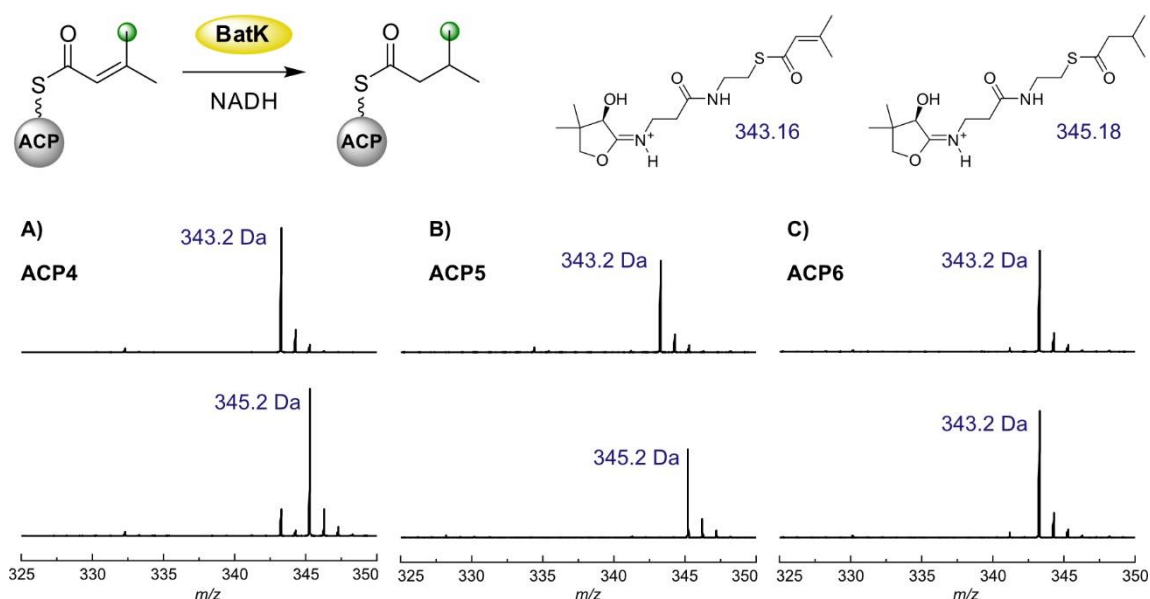 O
S
ACP
BatK
NADH
O
S
ACP
O
OH
N
+
H
O
NH
S
O
343.16
O
OH
N
+
H
O
NH
S
O
345.18
A)
ACP4
343.2 Da
345.2 Da
325 330 335 340 345 350
m/z
B)
ACP5
343.2 Da
345.2 Da
325 330 335 340 345 350
m/z
C)
ACP6
343.2 Da
343.2 Da
325 330 335 340 345 350
m/z